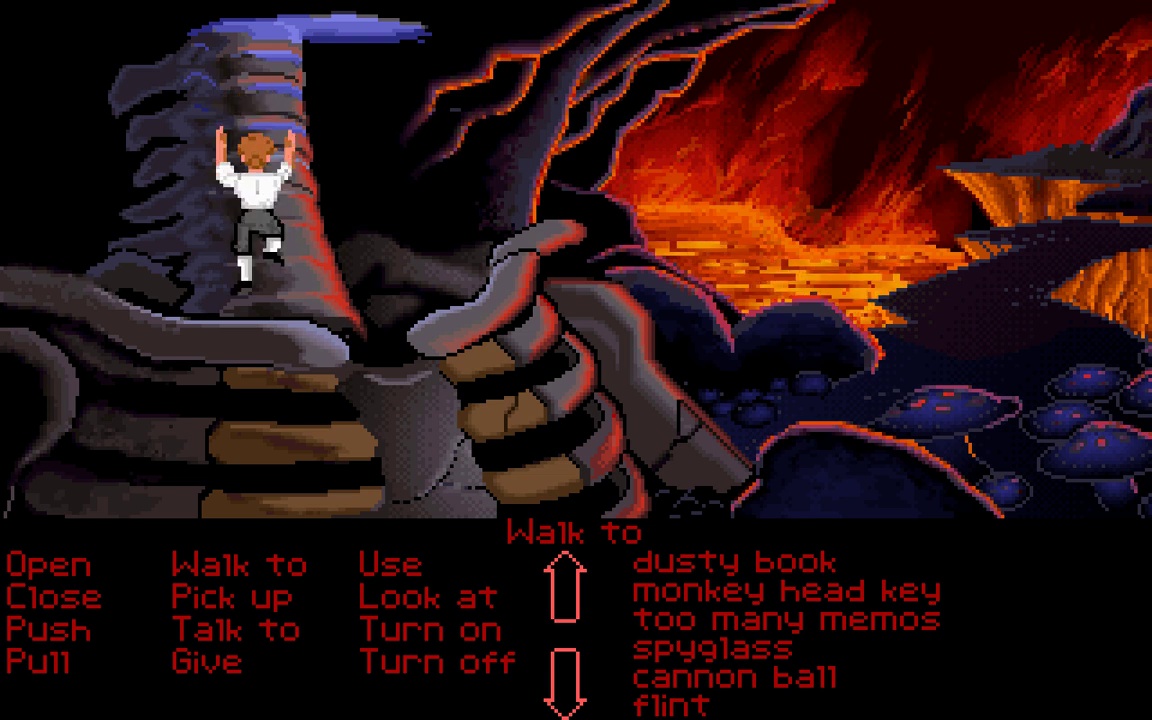 Walk to
Open Walk to Use
Close Pick up Look at
Push Talk to Turn on
Pull Give Turn off
dusty book
monkey head key
too many memos
spyglass
cannon ball
flint